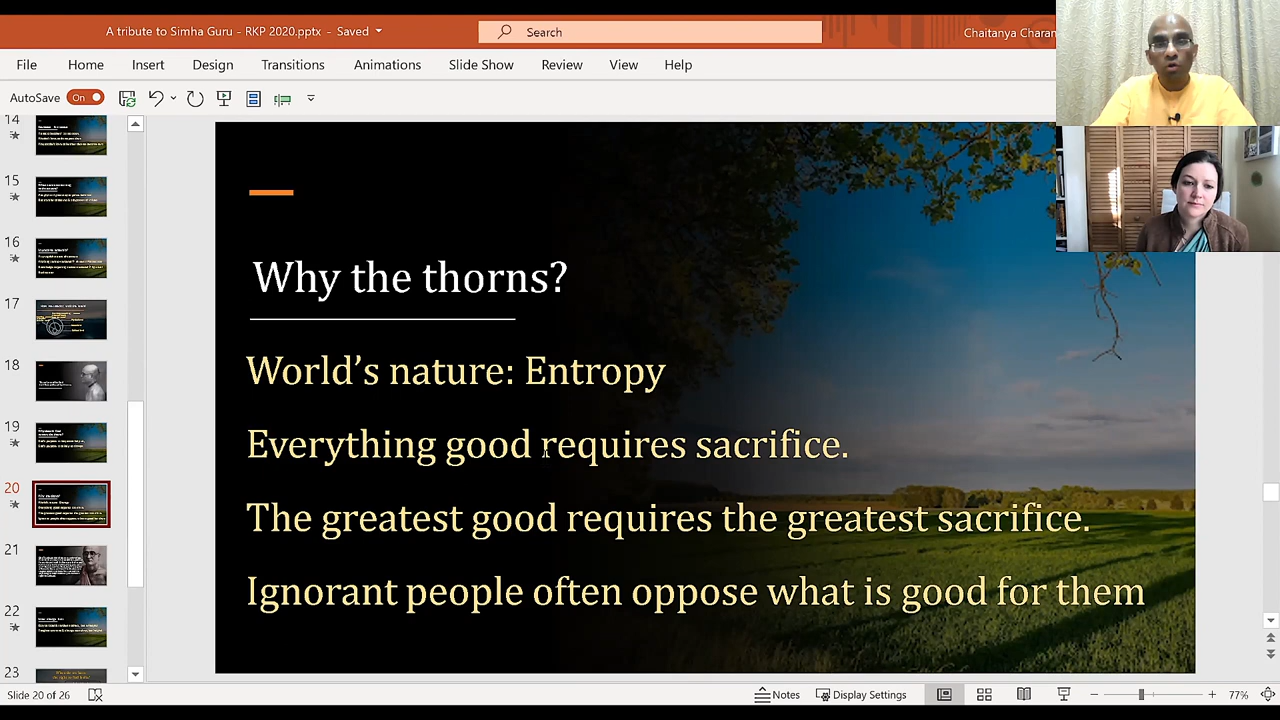 A tribute to Simha Guru - RKP 2020.pptx - Saved
Search
Chaitanya Charan
File Home Insert Design Transitions Animations Slide Show Review View Help
AutoSave On
14
15
16
17
18
19
20
21
22
23
Why the thorns?
World's nature: Entropy
Everything good requires sacrifice.
The greatest good requires the greatest sacrifice.
Ignorant people often oppose what is good for them
Slide 20 of 26
Notes
Display Settings
77%